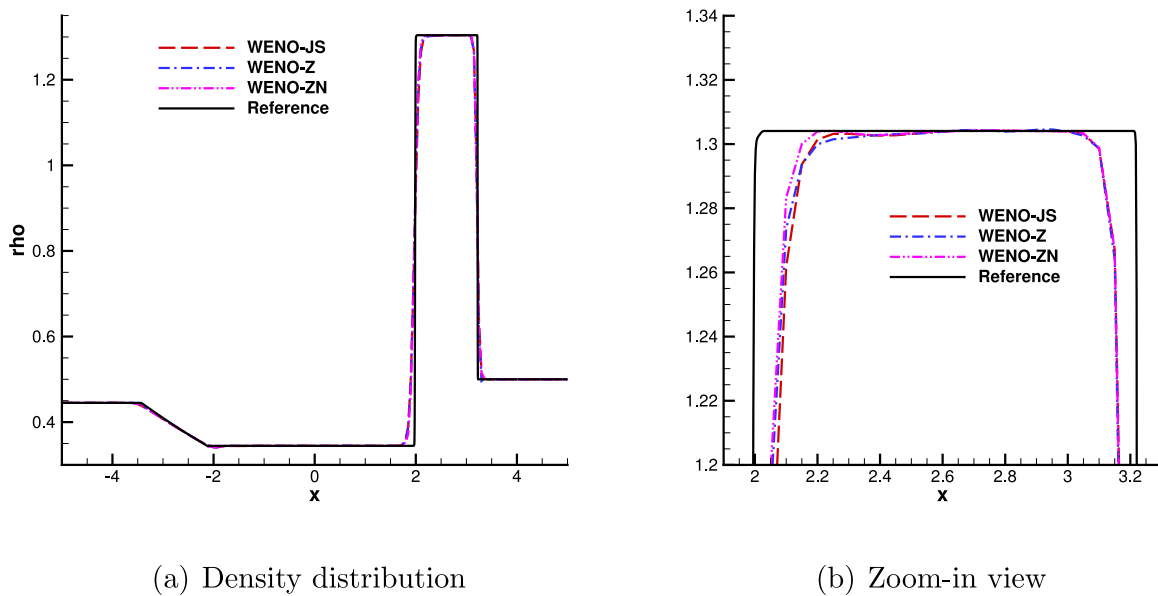 rho
1.2
1
0.8
0.6
0.4
WENO-JS
WENO-Z
WENO-ZN
Reference
-4 -2 0 2 4
x
(a) Density distribution
1.34
1.32
1.3
1.28
1.26
1.24
1.22
1.2
WENO-JS
WENO-Z
WENO-ZN
Reference
2 2.2 2.4 2.6 2.8 3 3.2
x
(b) Zoom-in view